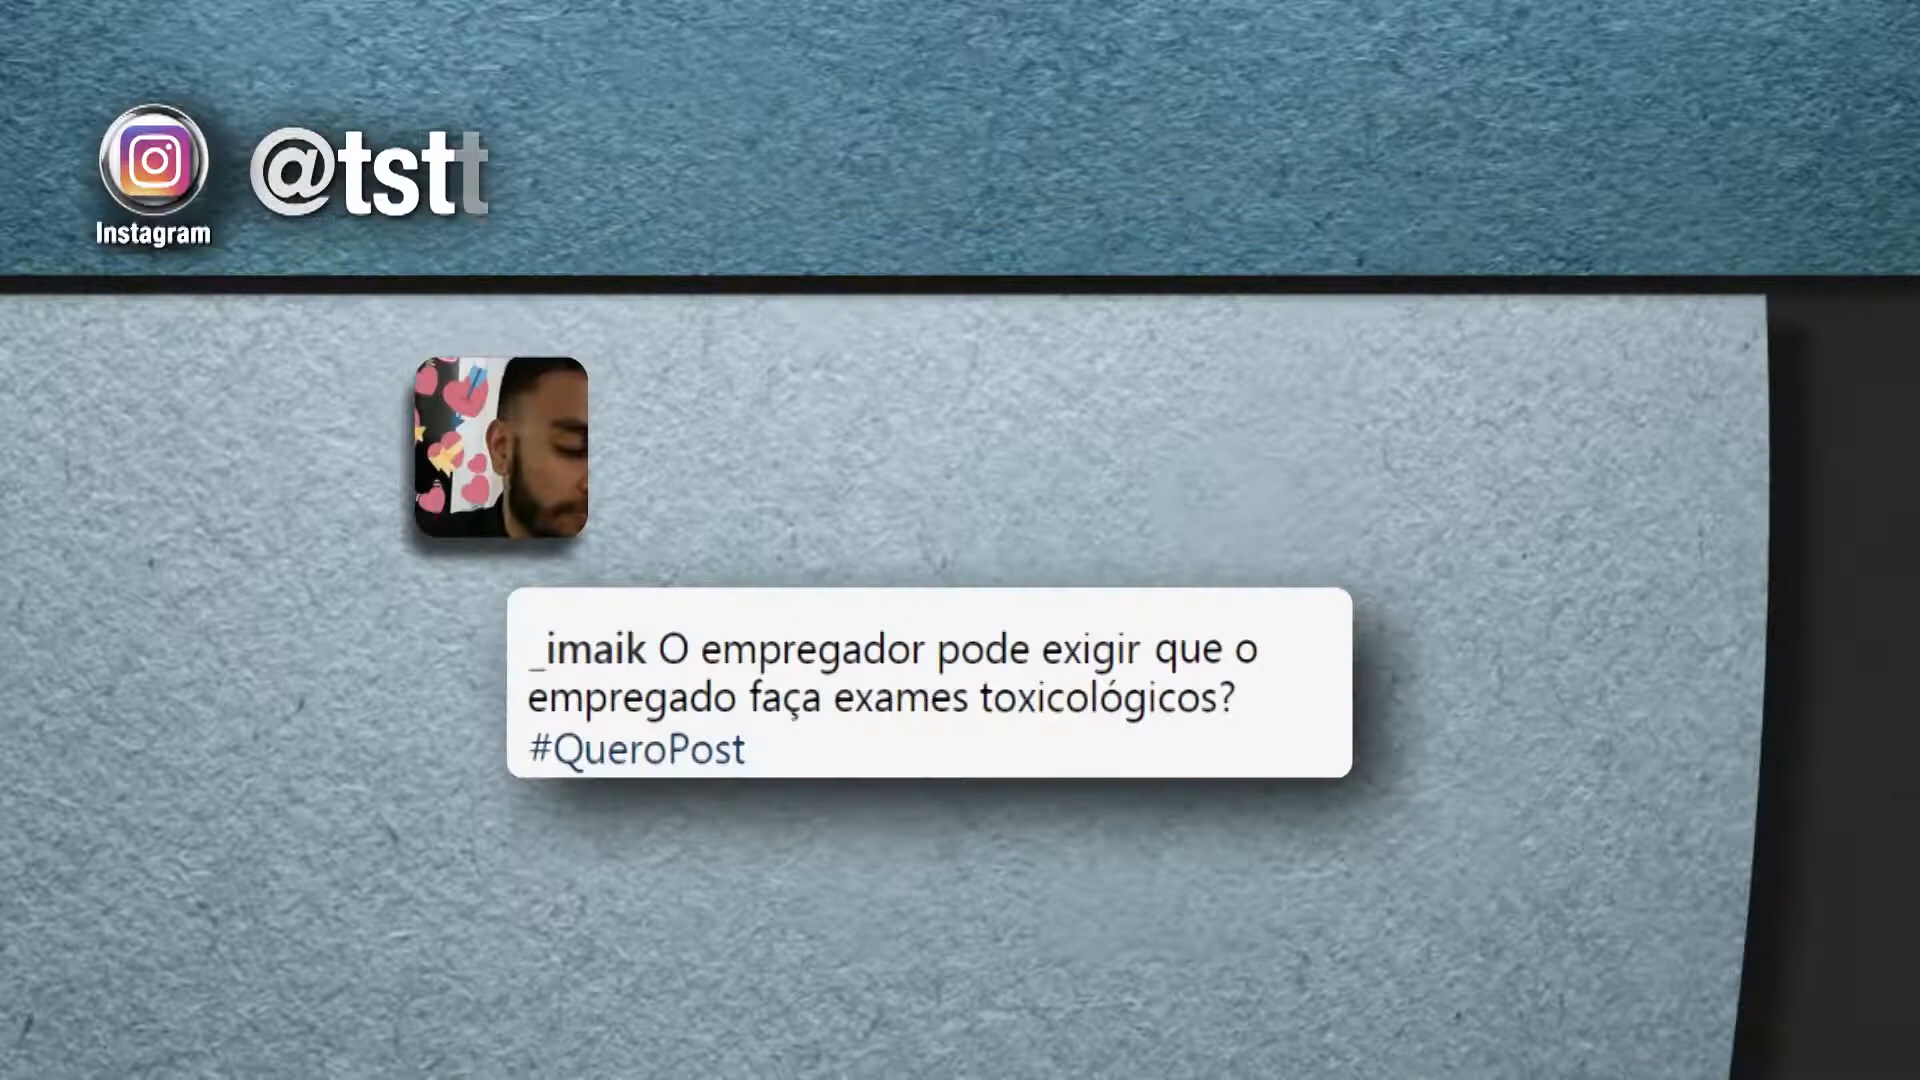 @tstt
Instagram
_imaik O empregador pode exigir que o
empregado faça exames toxicológicos?
#QueroPost